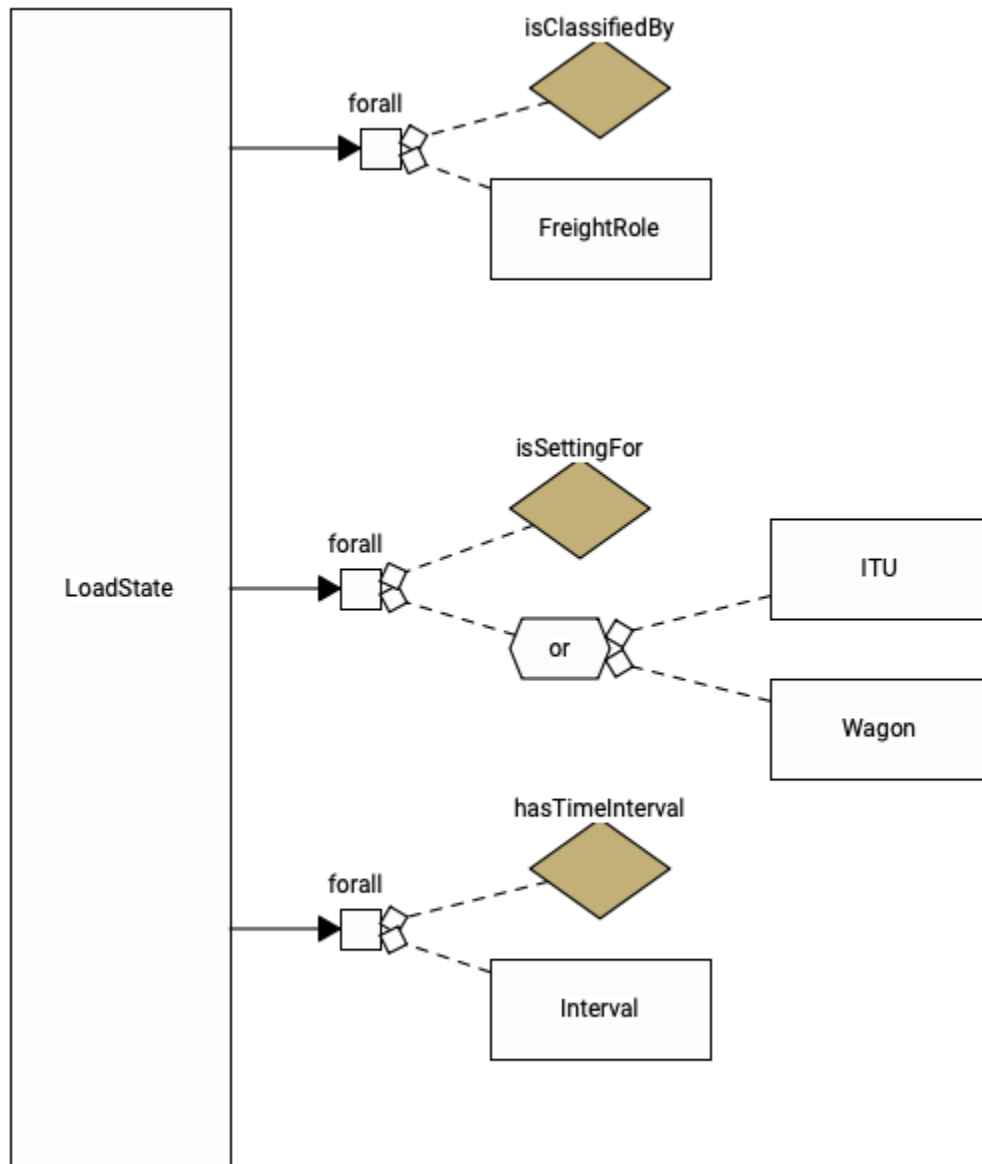 isClassifiedBy
forall
FreightRole
isSettingFor
forall
ITU
LoadState
or
Wagon
hasTimeInterval
forall
Interval